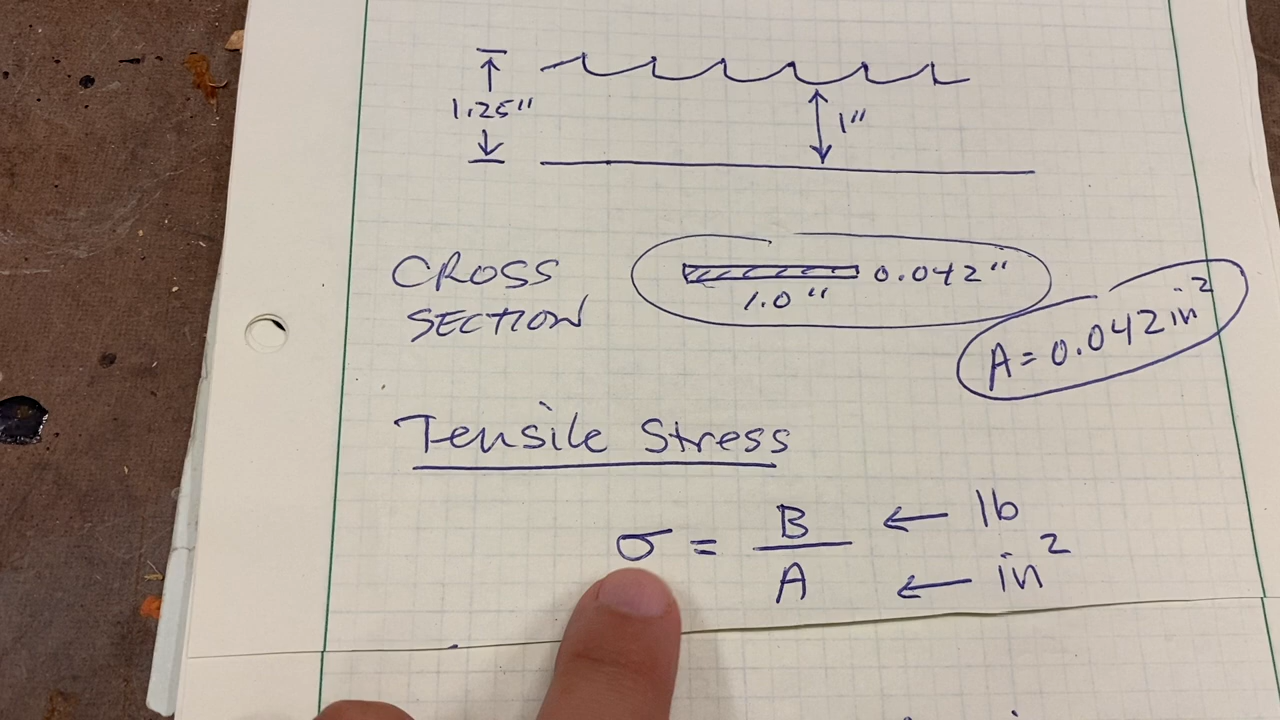 1.25"
1"
CROSS
SECTION
0.042"
1.0"
A = 0.042 in²
Tensile Stress
σ = B/A
← lb
← in²